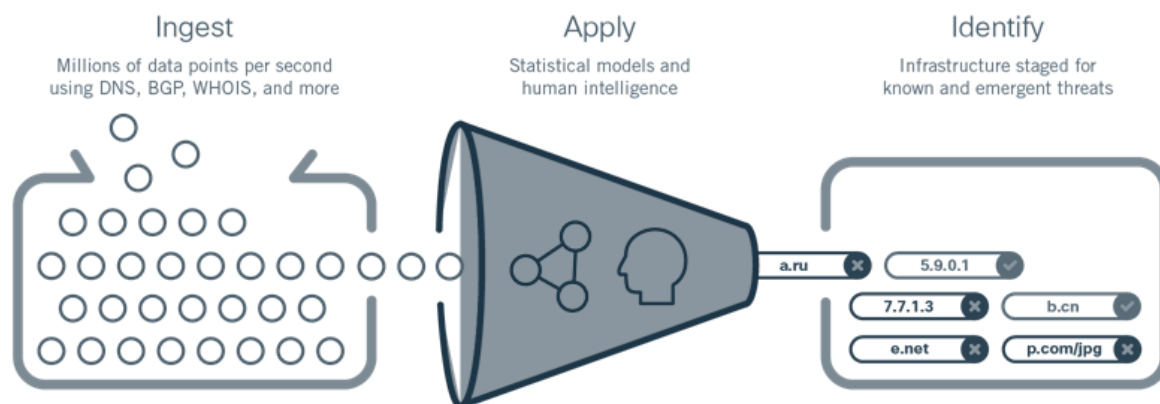 Ingest
Millions of data points per second
using DNS, BGP, WHOIS, and more
Apply
Statistical models and
human intelligence
Identify
Infrastructure staged for
known and emergent threats
a.ru
5.9.0.1
7.7.1.3
b.cn
e.net
p.com/jpg